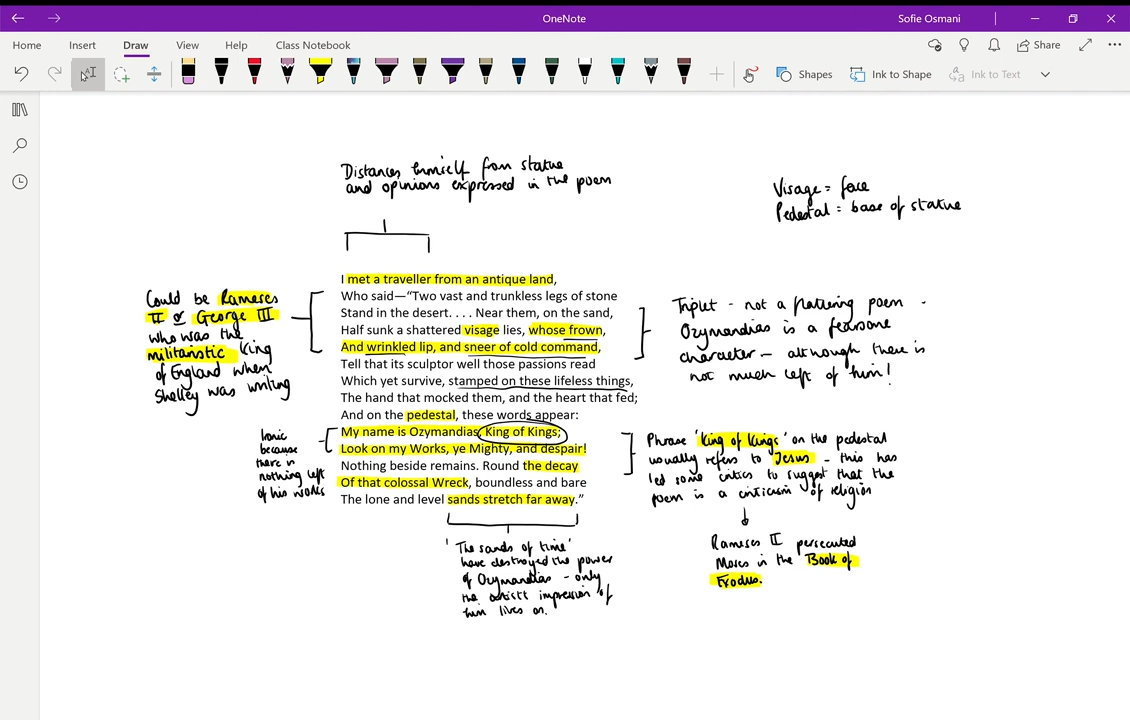 OneNote
Sofie Osmani
Home Insert Draw View Help Class Notebook
Share
Shapes Ink to Shape Ink to Text
Distances himself from statue
and opinions expressed in the poem
Visage = face
Pedestal = base of statue
Could be Rameses
II or George III
who was the
militaristic king
of England when
Shelley was writing
I met a traveller from an antique land,
Who said—“Two vast and trunkless legs of stone
Stand in the desert. . . . Near them, on the sand,
Half sunk a shattered visage lies, whose frown,
And wrinkled lip, and sneer of cold command,
Tell that its sculptor well those passions read
Which yet survive, stamped on these lifeless things,
The hand that mocked them, and the heart that fed;
And on the pedestal, these words appear:
My name is Ozymandias, King of Kings;
Look on my Works, ye Mighty, and despair!
Nothing beside remains. Round the decay
Of that colossal Wreck, boundless and bare
The lone and level sands stretch far away.”
Triplet - not a flattering poem -
Ozymandias is a fearsome
character - although there is
not much left of him!
Ironic
because
there is
nothing left
of his works
Phrase 'King of Kings' on the pedestal
usually refers to Jesus - this has
led some critics to suggest that the
poem is a criticism of religion
Rameses II persecuted
Moses in the Book of
Exodus.
'The sands of time'
have destroyed the power
of Ozymandias - only
the artist's impression of
him lives on.